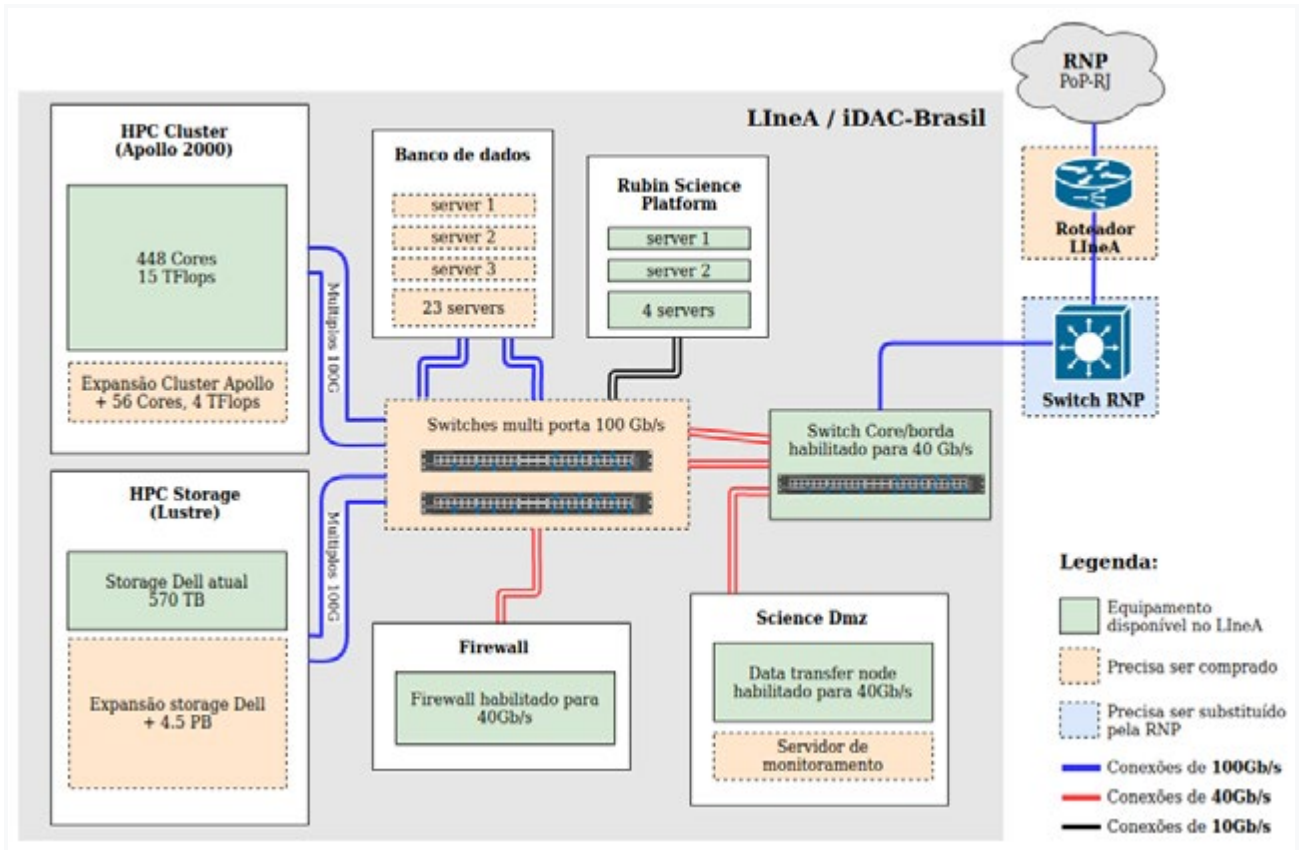 RNP
PoP-RJ
LIneA / iDAC-Brasil
HPC Cluster
(Apollo 2000)
448 Cores
15 TFlops
Expansão Cluster Apollo
+ 56 Cores, 4 TFlops
Multiplos 100G
Banco de dados
server 1
server 2
server 3
23 servers
Rubin Science
Platform
server 1
server 2
4 servers
Roteador
LIneA
Switch RNP
Switches multi porta 100 Gb/s
Switch Core/borda
habilitado para 40 Gb/s
HPC Storage
(Lustre)
Storage Dell atual
570 TB
Expansão storage Dell
+ 4.5 PB
Multiplos 100G
Firewall
Firewall habilitado para
40Gb/s
Science Dmz
Data transfer node
habilitado para 40Gb/s
Servidor de
monitoramento
Legenda:
Equipamento
disponível no LIneA
Precisa ser comprado
Precisa ser substituído
pela RNP
Conexões de 100Gb/s
Conexões de 40Gb/s
Conexões de 10Gb/s